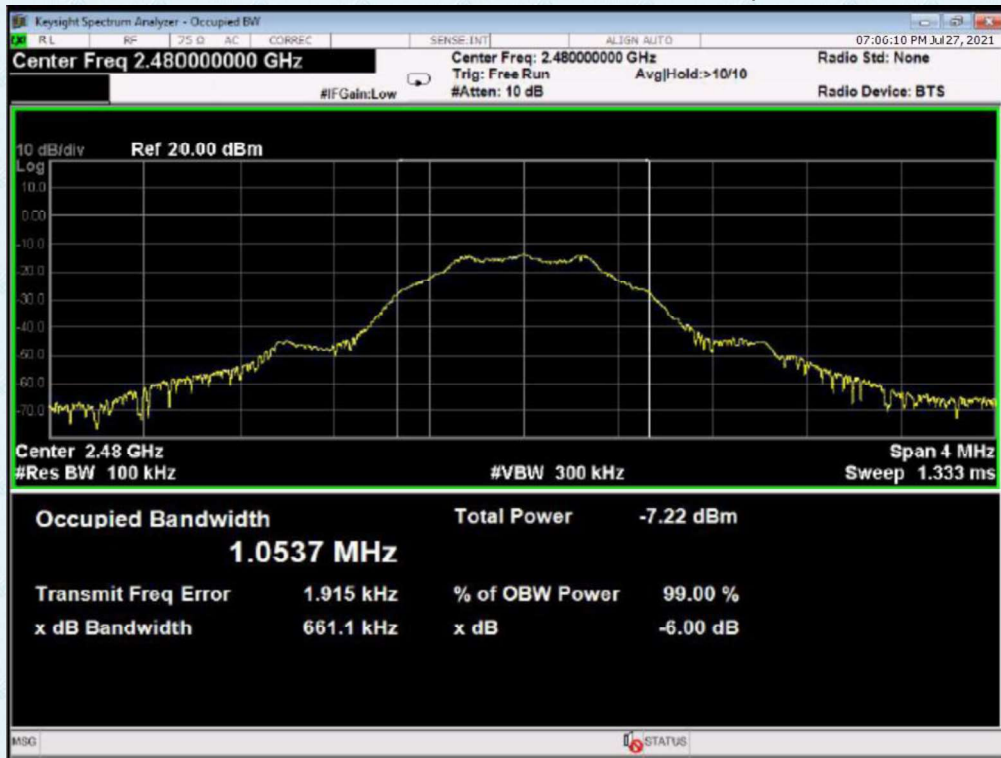 Keysight Spectrum Analyzer - Occupied BW
RL RF 75 Ω AC CORREC SENSE:INT ALIGN AUTO 07:06:10 PM Jul 27, 2021
Center Freq 2.480000000 GHz Center Freq: 2.480000000 GHz Radio Std: None
Trig: Free Run Avg|Hold:>10/10
#IFGain:Low #Atten: 10 dB Radio Device: BTS
10 dB/div Ref 20.00 dBm
Log
10.0
0.00
-10.0
-20.0
-30.0
-40.0
-50.0
-60.0
-70.0
Center 2.48 GHz Span 4 MHz
#Res BW 100 kHz #VBW 300 kHz Sweep 1.333 ms
Occupied Bandwidth Total Power -7.22 dBm
1.0537 MHz
Transmit Freq Error 1.915 kHz % of OBW Power 99.00 %
x dB Bandwidth 661.1 kHz x dB -6.00 dB
MSG STATUS